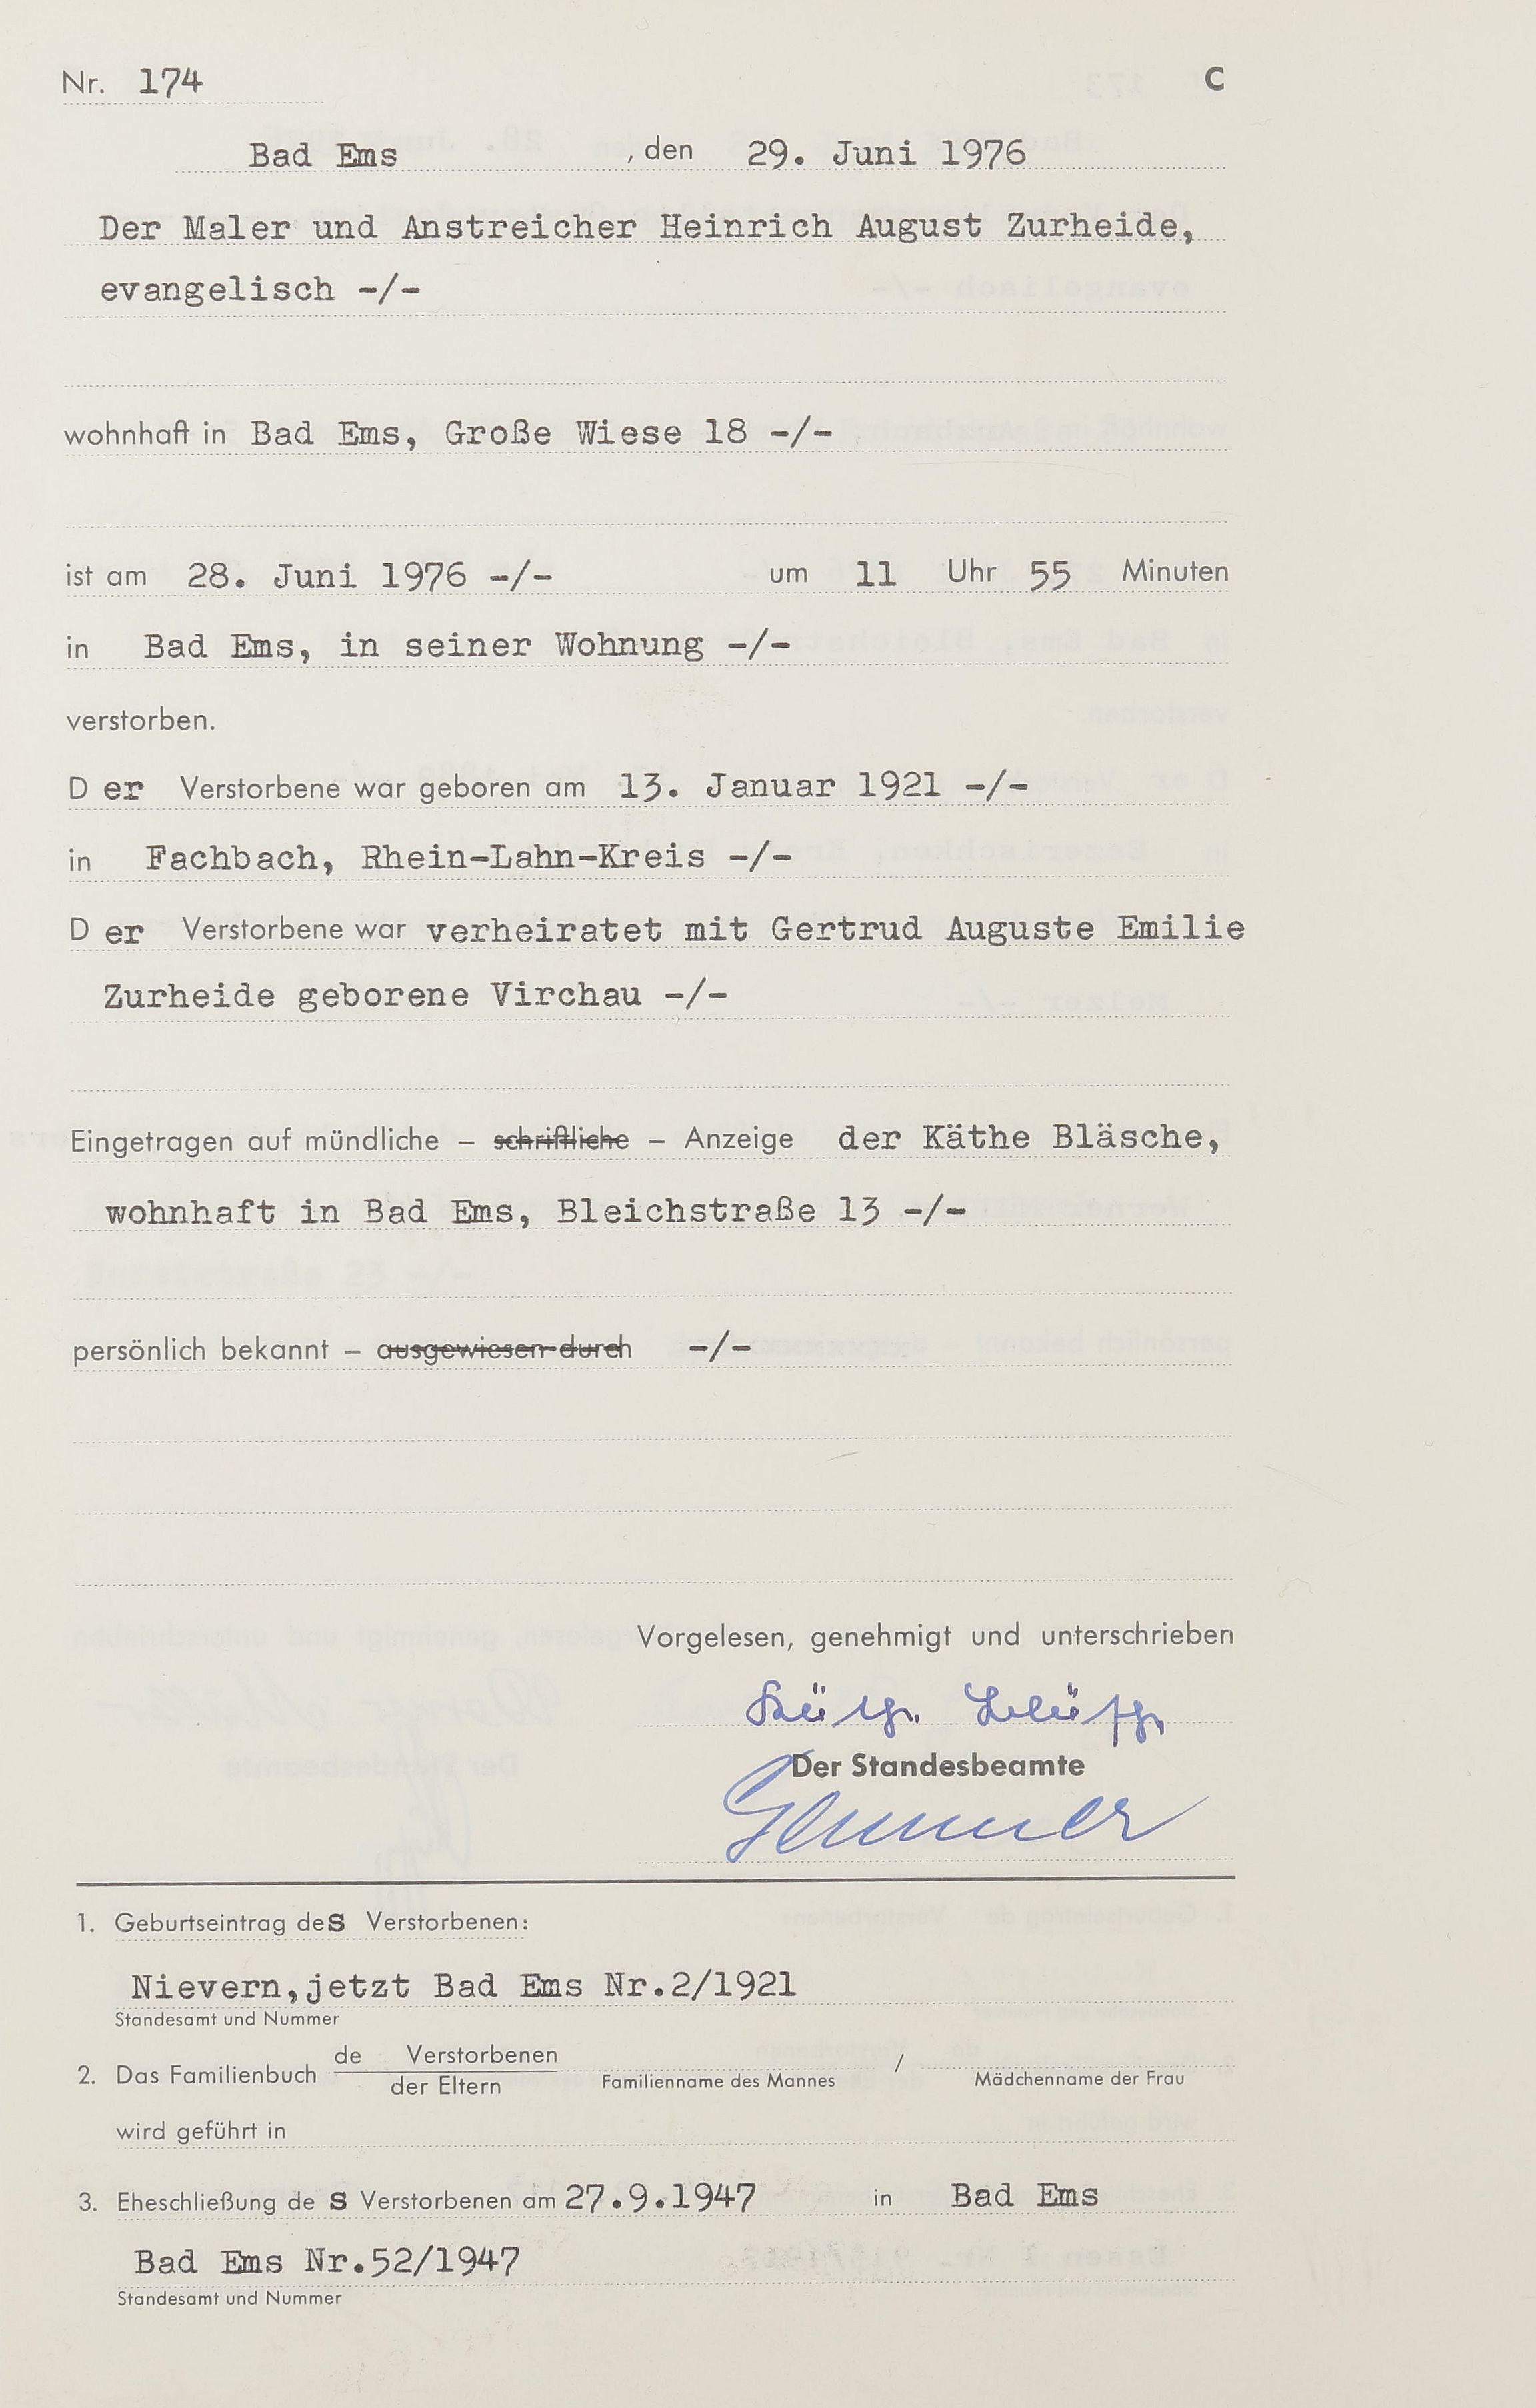 Nr. 174 C
Bad Ems , den 29. Juni 1976
Der Maler und Anstreicher Heinrich August Zurheide,
evangelisch -/-
wohnhaft in Bad Ems, Große Wiese 18 -/-
ist am 28. Juni 1976 -/- um 11 Uhr 55 Minuten
in Bad Ems, in seiner Wohnung -/-
verstorben.
D er Verstorbene war geboren am 13. Januar 1921 -/-
in Fachbach, Rhein-Lahn-Kreis -/-
D er Verstorbene war verheiratet mit Gertrud Auguste Emilie
Zurheide geborene Virchau -/-
Eingetragen auf mündliche – schriftliche – Anzeige der Käthe Bläsche,
wohnhaft in Bad Ems, Bleichstraße 13 -/-
persönlich bekannt – ausgewiesen durch -/-
Vorgelesen, genehmigt und unterschrieben
Käthe Bläsche
Der Standesbeamte
1. Geburtseintrag des Verstorbenen:
Nievern,jetzt Bad Ems Nr.2/1921
Standesamt und Nummer
2. Das Familienbuch de Verstorbenen /
der Eltern Familienname des Mannes Mädchenname der Frau
wird geführt in
3. Eheschließung de s Verstorbenen am 27.9.1947 in Bad Ems
Bad Ems Nr.52/1947
Standesamt und Nummer